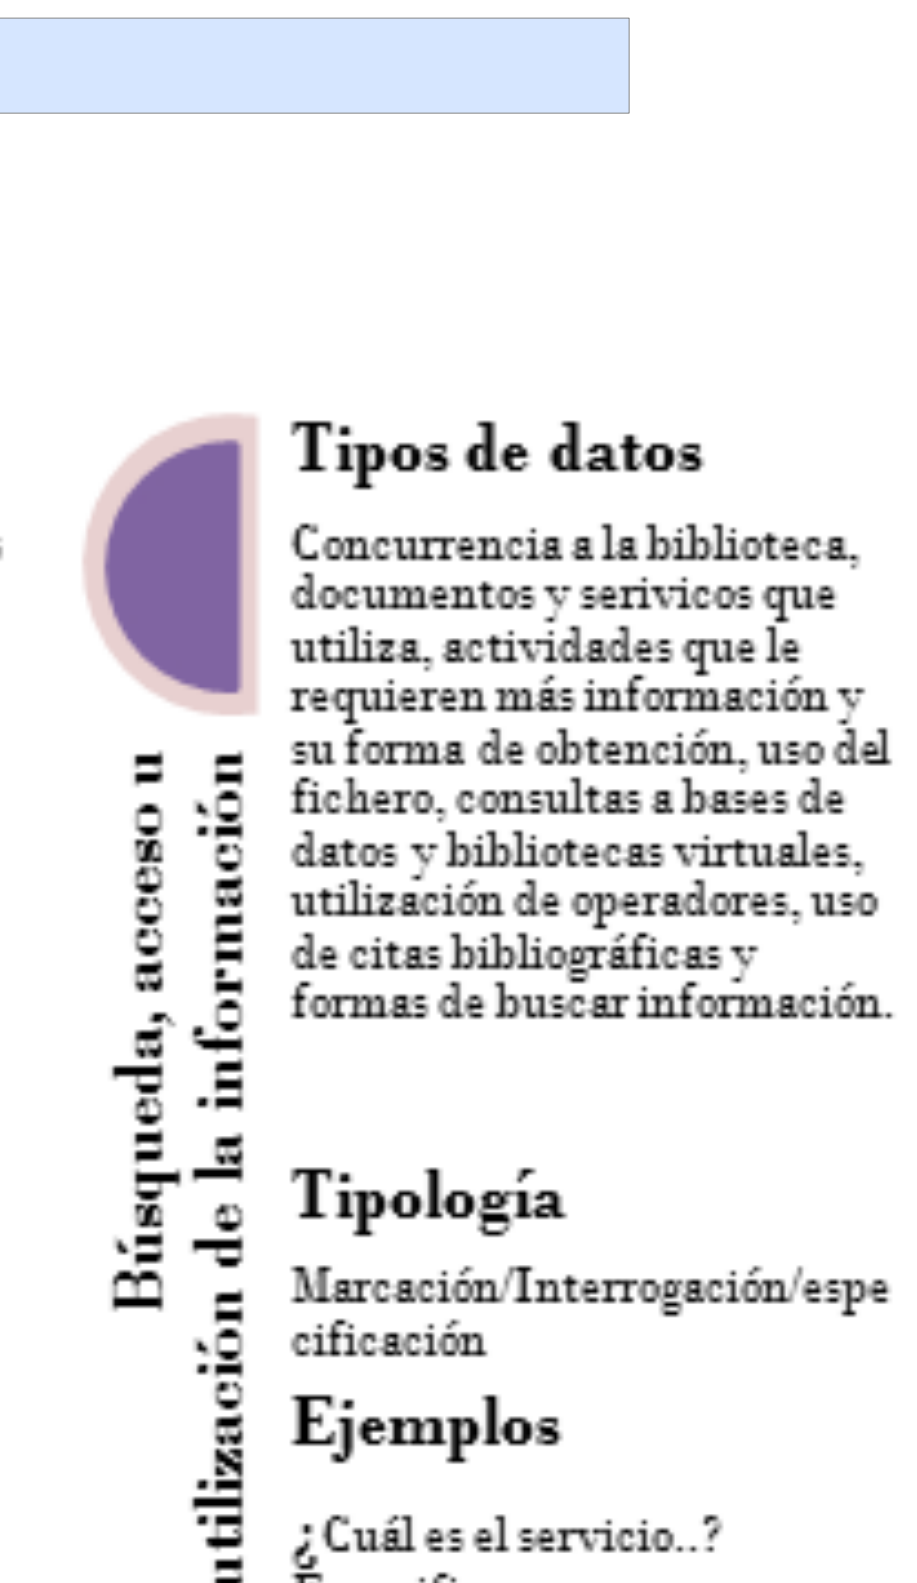 Búsqueda, acceso u
utilización de la información
Tipos de datos
Concurrencia a la biblioteca,
documentos y serivicos que
utiliza, actividades que le
requieren más información y
su forma de obtención, uso del
fichero, consultas a bases de
datos y bibliotecas virtuales,
utilización de operadores, uso
de citas bibliográficas y
formas de buscar información.
Tipología
Marcación/Interrogación/espe
cificación
Ejemplos
¿Cuál es el servicio..?